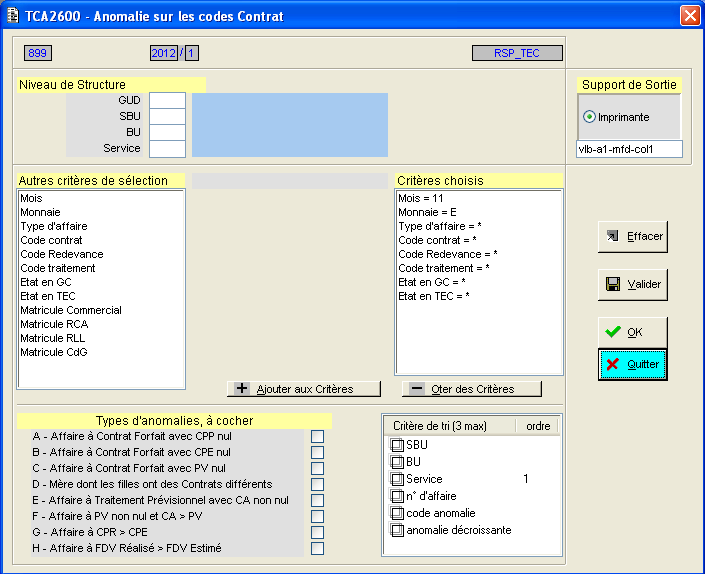 TCA2600 - Anomalie sur les codes Contrat
899 2012 / 1 RSP_TEC
Niveau de Structure
GUD
SBU
BU
Service
Support de Sortie
Imprimante
vlb-a1-mfd-col1
Autres critères de sélection
Mois
Monnaie
Type d'affaire
Code contrat
Code Redevance
Code traitement
Etat en GC
Etat en TEC
Matricule Commercial
Matricule RCA
Matricule RLL
Matricule CdG
Critères choisis
Mois = 11
Monnaie = E
Type d'affaire = *
Code contrat = *
Code Redevance = *
Code traitement = *
Etat en GC = *
Etat en TEC = *
Effacer
Valider
OK
Quitter
Ajouter aux Critères
Oter des Critères
Types d'anomalies, à cocher
A - Affaire à Contrat Forfait avec CPP nul
B - Affaire à Contrat Forfait avec CPE nul
C - Affaire à Contrat Forfait avec PV nul
D - Mère dont les filles ont des Contrats différents
E - Affaire à Traitement Prévisionnel avec CA non nul
F - Affaire à PV non nul et CA > PV
G - Affaire à CPR > CPE
H - Affaire à FDV Réalisé > FDV Estimé
Critère de tri (3 max) ordre
SBU
BU
Service 1
n° d'affaire
code anomalie
anomalie décroissante